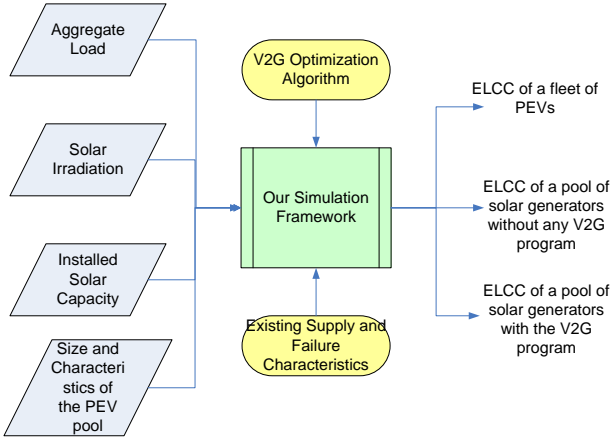 Aggregate
Load
Solar
Irradiation
Installed
Solar
Capacity
Size and
Characteri
stics of
the PEV
pool
V2G Optimization
Algorithm
Our Simulation
Framework
Existing Supply and
Failure
Characteristics
ELCC of a fleet of
PEVs
ELCC of a pool of
solar generators
without any V2G
program
ELCC of a pool of
solar generators
with the V2G
program